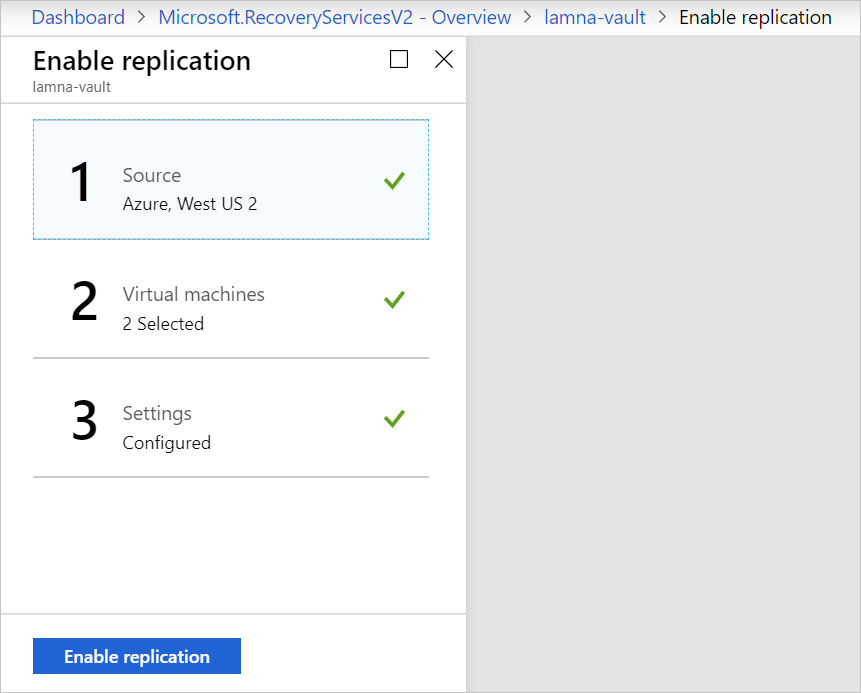 Dashboard > Microsoft.RecoveryServicesV2 - Overview > lamna-vault > Enable replication
Enable replication
lamna-vault
1
Source
Azure, West US 2
2
Virtual machines
2 Selected
3
Settings
Configured
Enable replication